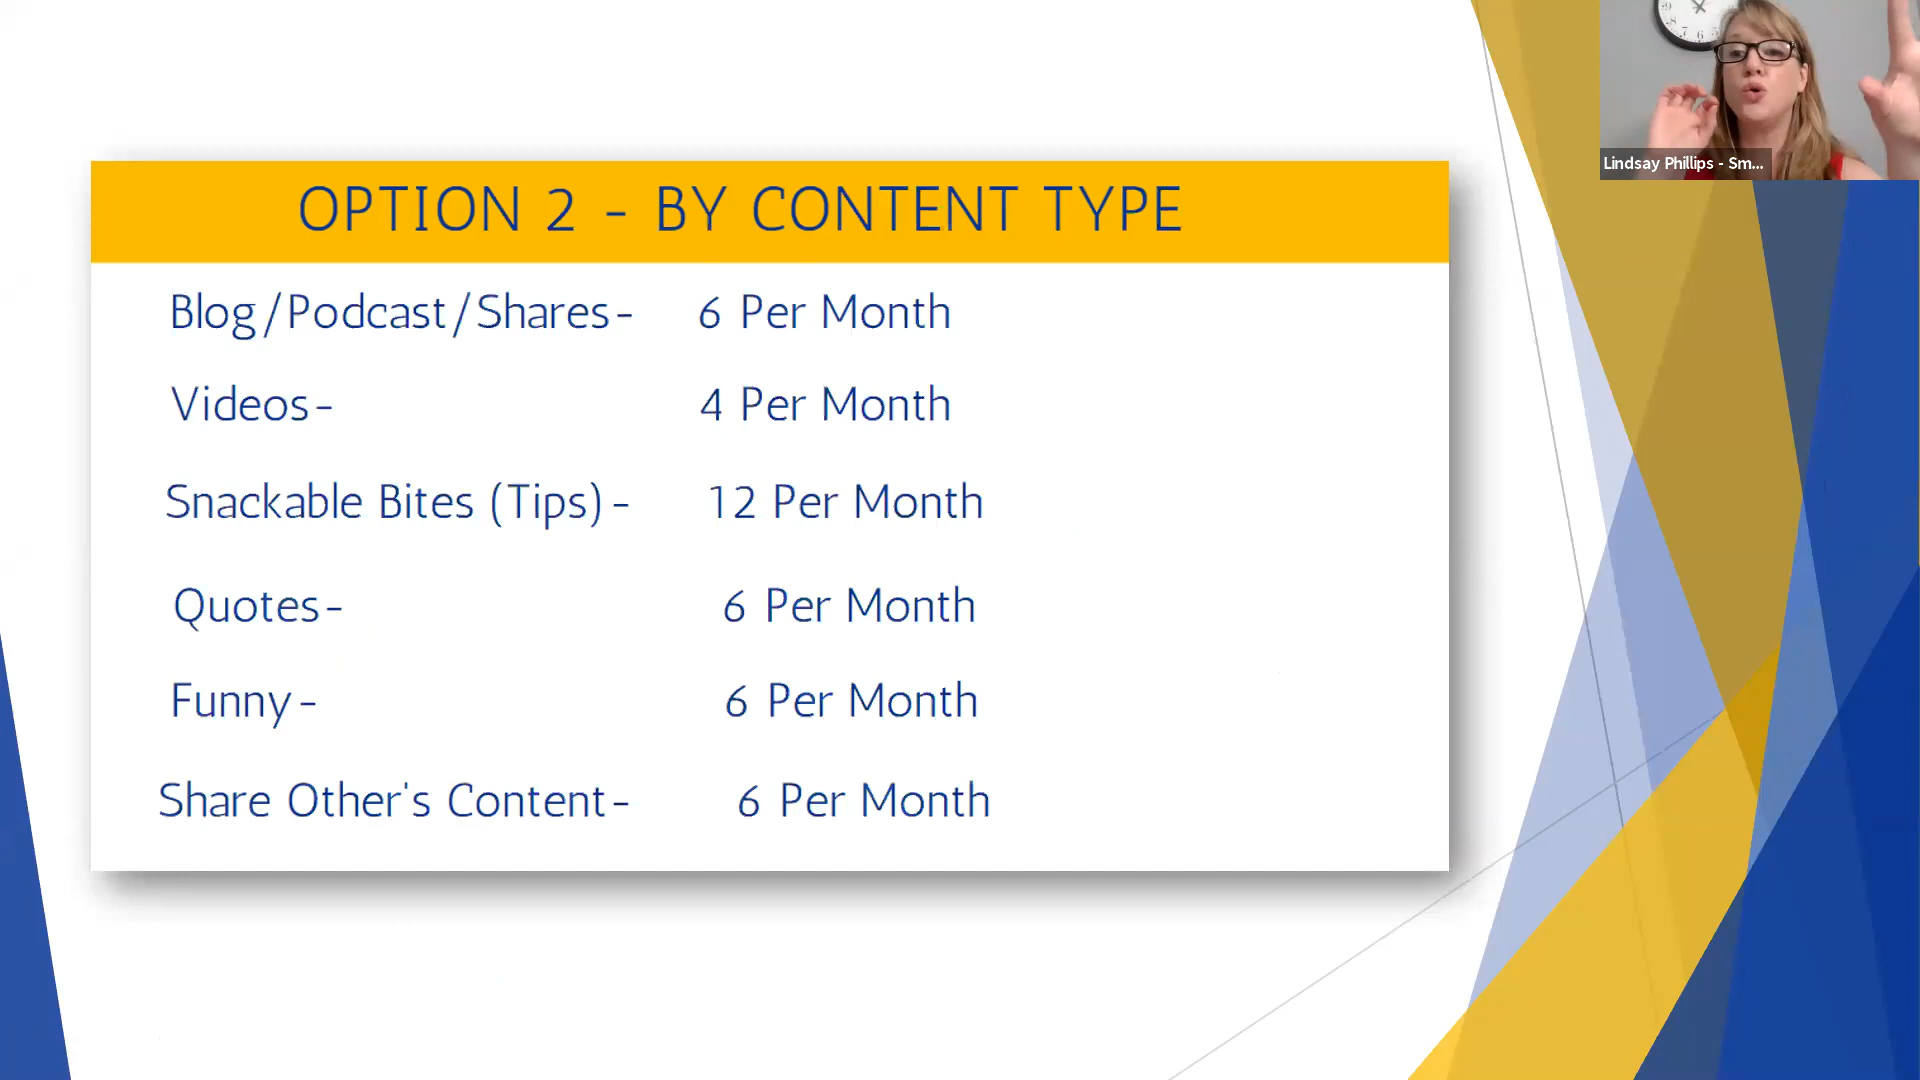 Lindsay Phillips - Sm...
OPTION 2 - BY CONTENT TYPE
Blog/Podcast/Shares- 6 Per Month
Videos- 4 Per Month
Snackable Bites (Tips)- 12 Per Month
Quotes- 6 Per Month
Funny- 6 Per Month
Share Other's Content- 6 Per Month